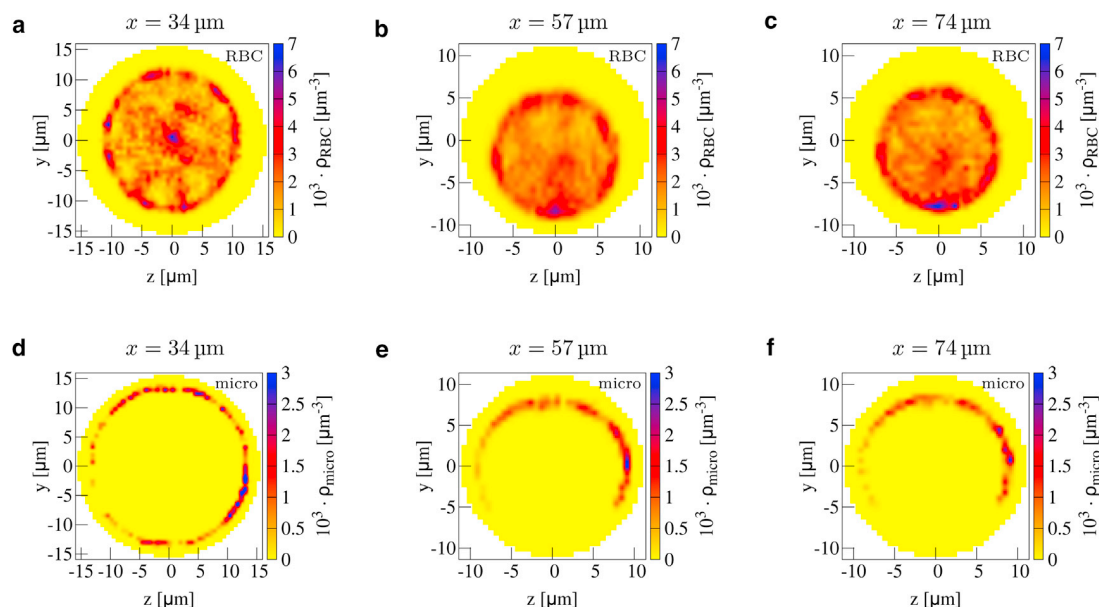 a
x = 34 µm
RBC
15
10
5
0
-5
-10
-15
y [µm]
-15 -10 -5 0 5 10 15
z [µm]
7
6
5
4
3
2
1
0
10³ · ρRBC [µm⁻³]
b
x = 57 µm
RBC
10
5
0
-5
-10
y [µm]
-10 -5 0 5 10
z [µm]
7
6
5
4
3
2
1
0
10³ · ρRBC [µm⁻³]
c
x = 74 µm
RBC
10
5
0
-5
-10
y [µm]
-10 -5 0 5 10
z [µm]
7
6
5
4
3
2
1
0
10³ · ρRBC [µm⁻³]
d
x = 34 µm
micro
15
10
5
0
-5
-10
-15
y [µm]
-15 -10 -5 0 5 10 15
z [µm]
3
2.5
2
1.5
1
0.5
0
10³ · ρmicro [µm⁻³]
e
x = 57 µm
micro
10
5
0
-5
-10
y [µm]
-10 -5 0 5 10
z [µm]
3
2.5
2
1.5
1
0.5
0
10³ · ρmicro [µm⁻³]
f
x = 74 µm
micro
10
5
0
-5
-10
y [µm]
-10 -5 0 5 10
z [µm]
3
2.5
2
1.5
1
0.5
0
10³ · ρmicro [µm⁻³]